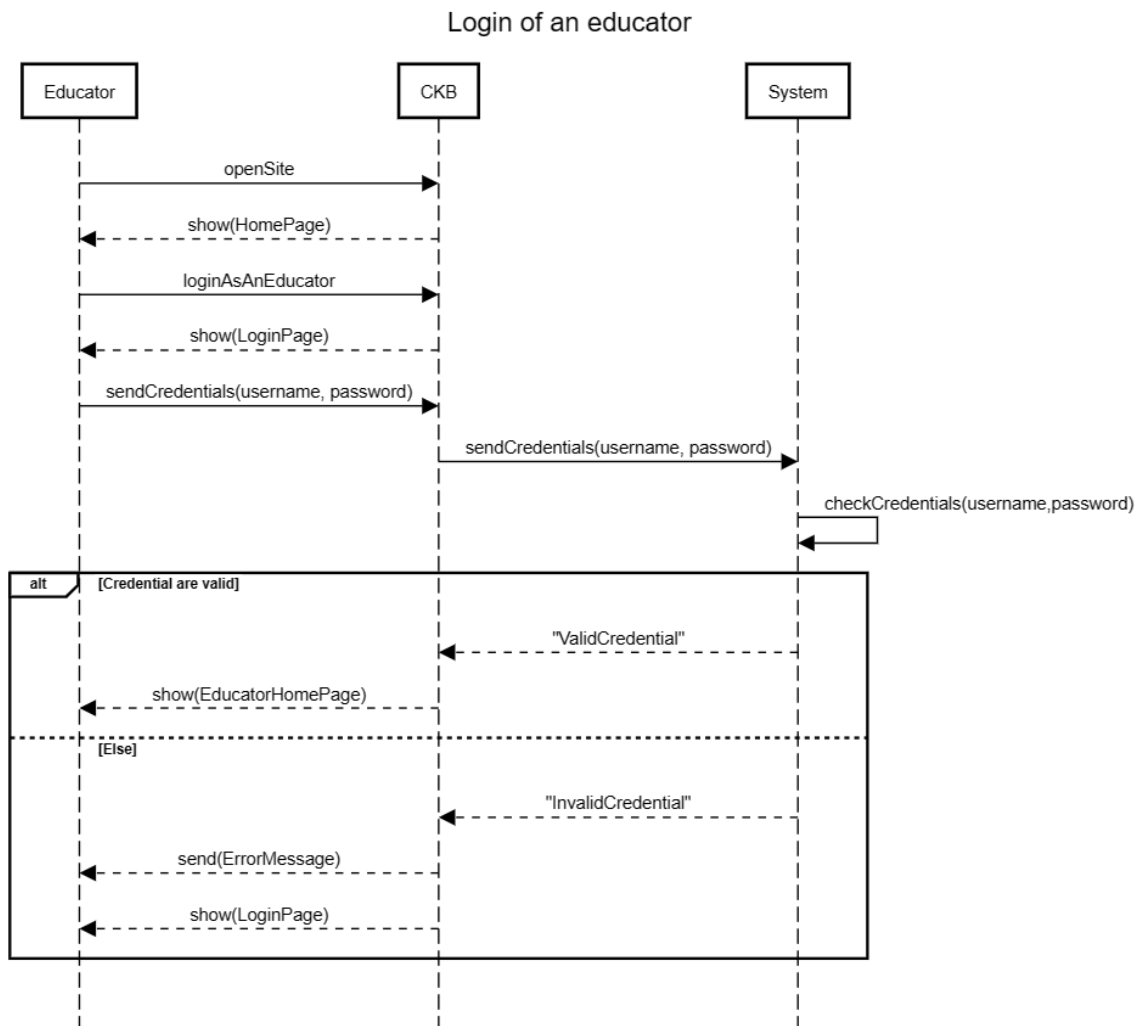 Login of an educator
Educator
CKB
System
openSite
show(HomePage)
loginAsAnEducator
show(LoginPage)
sendCredentials(username, password)
sendCredentials(username, password)
checkCredentials(username,password)
alt
[Credential are valid]
"ValidCredential"
show(EducatorHomePage)
[Else]
"InvalidCredential"
send(ErrorMessage)
show(LoginPage)